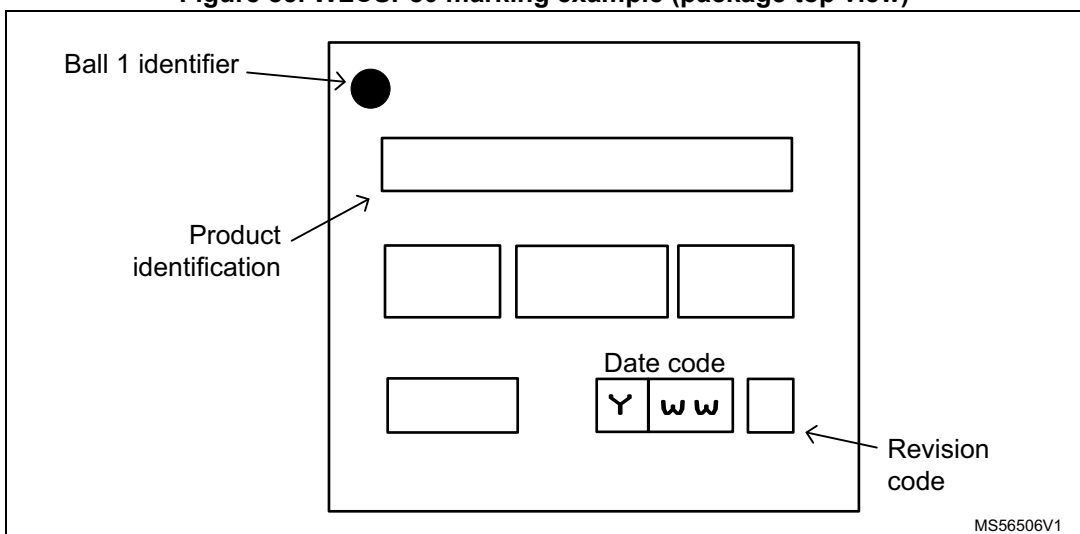 Ball 1 identifier
Product
identification
Date code
Y WW
Revision
code
MS56506V1